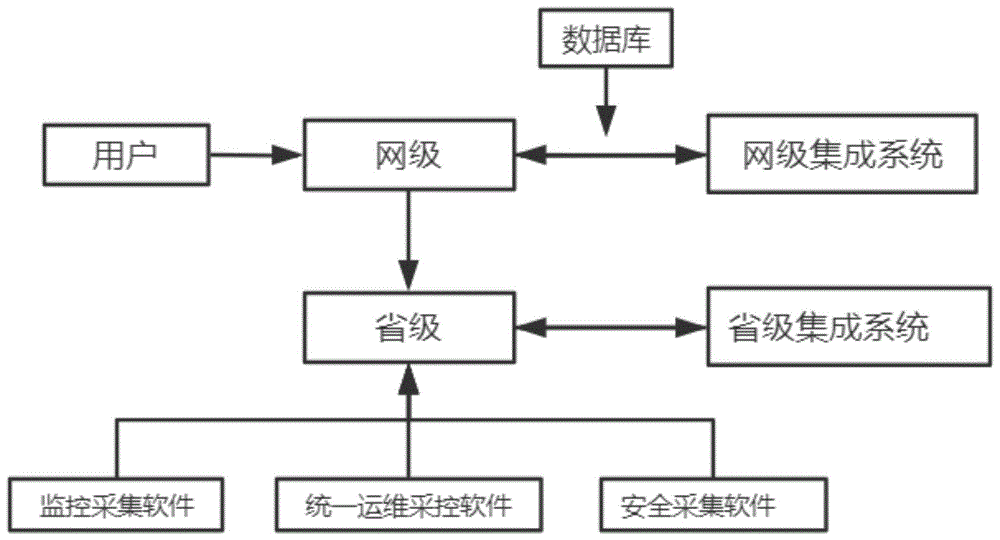 数据库
用户
网级
网级集成系统
省级
省级集成系统
监控采集软件
统一运维采控软件
安全采集软件